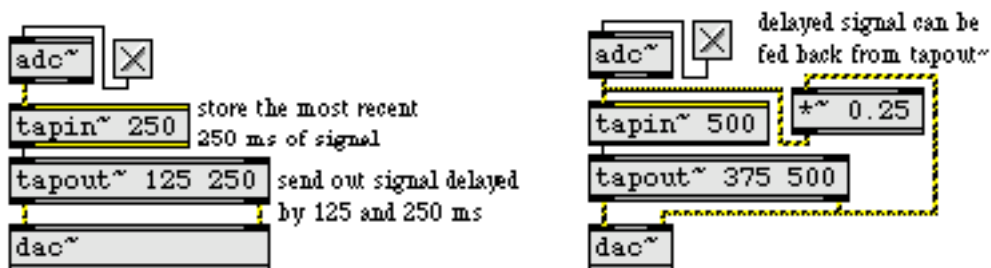 adc~
tapin~ 250
store the most recent
250 ms of signal
tapout~ 125 250
send out signal delayed
by 125 and 250 ms
dac~
delayed signal can be
fed back from tapout~
adc~
*~ 0.25
tapin~ 500
tapout~ 375 500
dac~